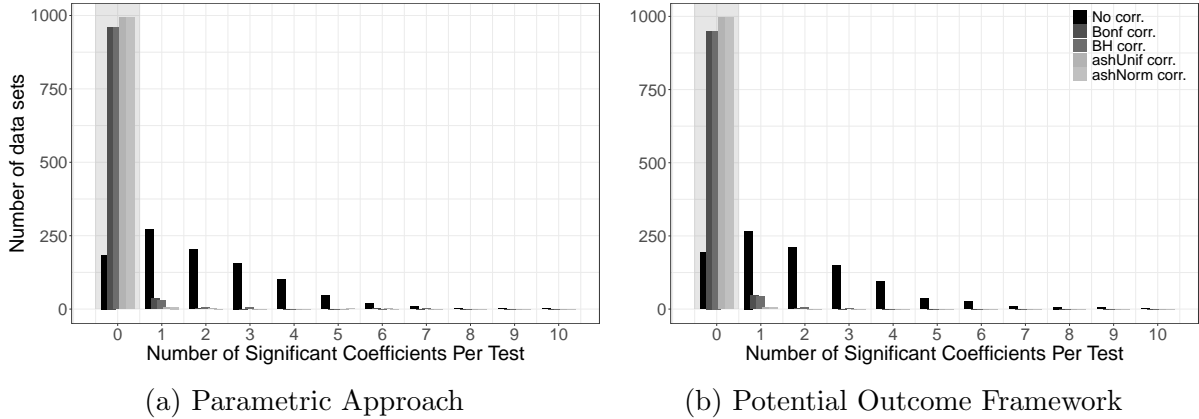 1000
750
500
250
0
Number of data sets
0 1 2 3 4 5 6 7 8 9 10
Number of Significant Coefficients Per Test
(a) Parametric Approach
1000
750
500
250
0
No corr.
Bonf corr.
BH corr.
ashUnif corr.
ashNorm corr.
0 1 2 3 4 5 6 7 8 9 10
Number of Significant Coefficients Per Test
(b) Potential Outcome Framework